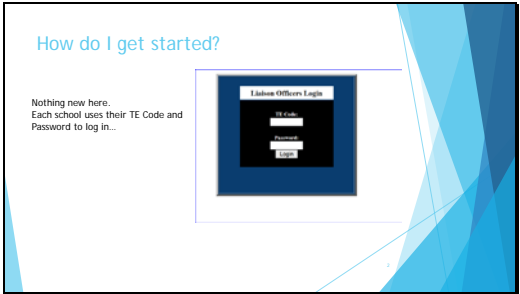 How do I get started?
Nothing new here.
Each school uses their TE Code and
Password to log in...
Liaison Officers Login
TE Code:
Password:
Login